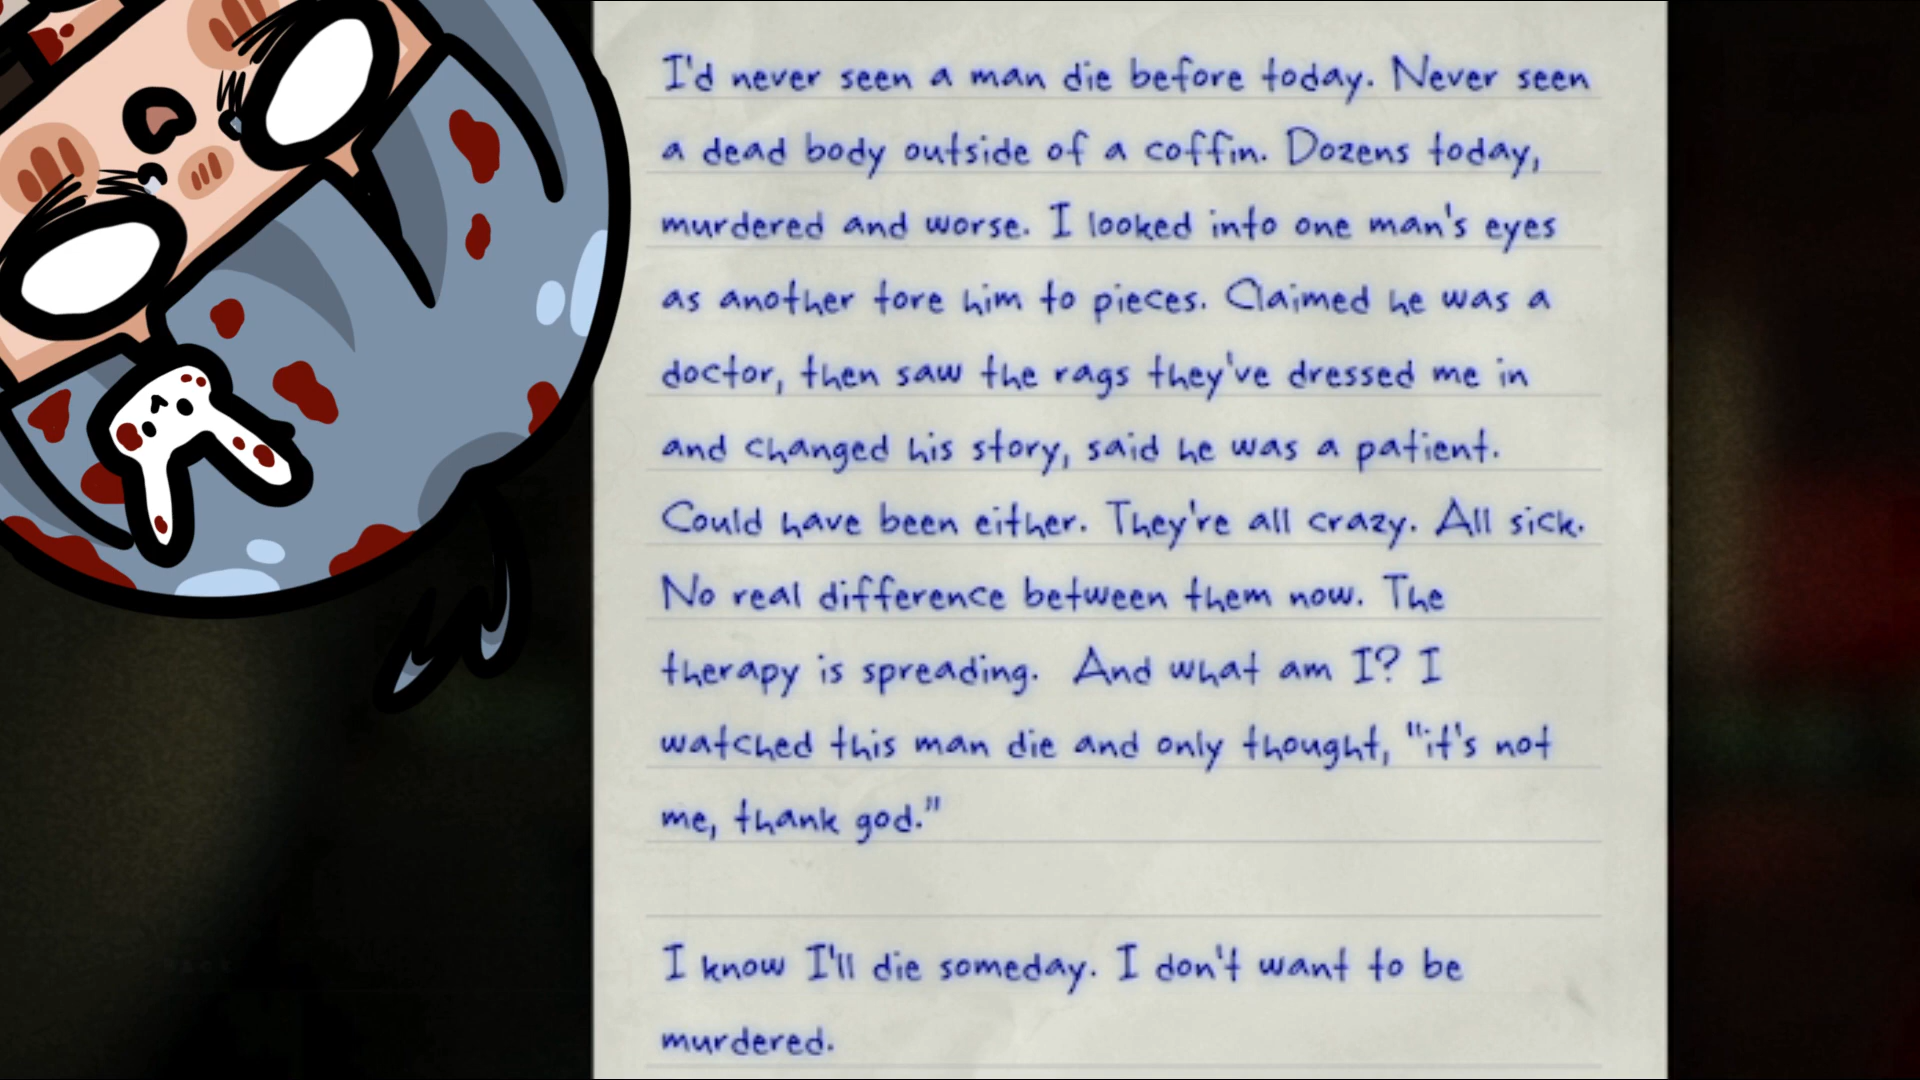 I'd never seen a man die before today. Never seen
a dead body outside of a coffin. Dozens today,
murdered and worse. I looked into one man's eyes
as another tore him to pieces. Claimed he was a
doctor, then saw the rags they've dressed me in
and changed his story, said he was a patient.
Could have been either. They're all crazy. All sick.
No real difference between them now. The
therapy is spreading. And what am I? I
watched this man die and only thought, "it's not
me, thank god."
I know I'll die someday. I don't want to be
murdered.